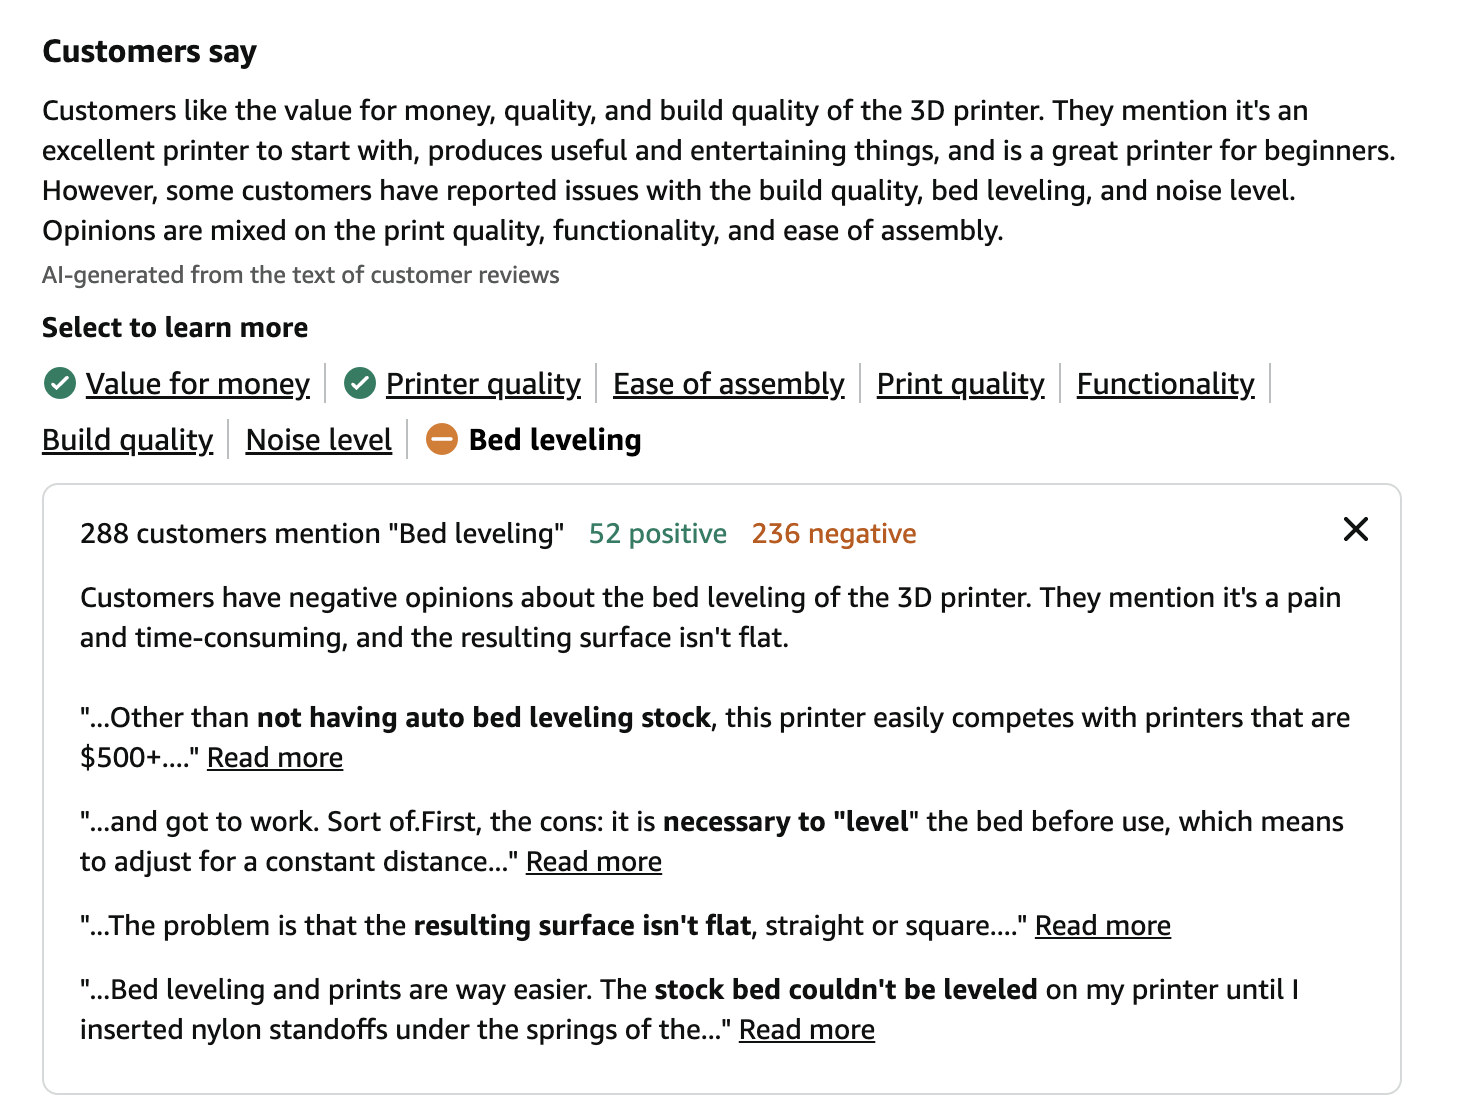 Customers say
Customers like the value for money, quality, and build quality of the 3D printer. They mention it's an
excellent printer to start with, produces useful and entertaining things, and is a great printer for beginners.
However, some customers have reported issues with the build quality, bed leveling, and noise level.
Opinions are mixed on the print quality, functionality, and ease of assembly.
AI-generated from the text of customer reviews
Select to learn more
Value for money | Printer quality | Ease of assembly | Print quality | Functionality |
Build quality | Noise level | Bed leveling
288 customers mention "Bed leveling" 52 positive 236 negative
Customers have negative opinions about the bed leveling of the 3D printer. They mention it's a pain
and time-consuming, and the resulting surface isn't flat.
"...Other than not having auto bed leveling stock, this printer easily competes with printers that are
$500+...." Read more
"...and got to work. Sort of.First, the cons: it is necessary to "level" the bed before use, which means
to adjust for a constant distance..." Read more
"...The problem is that the resulting surface isn't flat, straight or square...." Read more
"...Bed leveling and prints are way easier. The stock bed couldn't be leveled on my printer until I
inserted nylon standoffs under the springs of the..." Read more